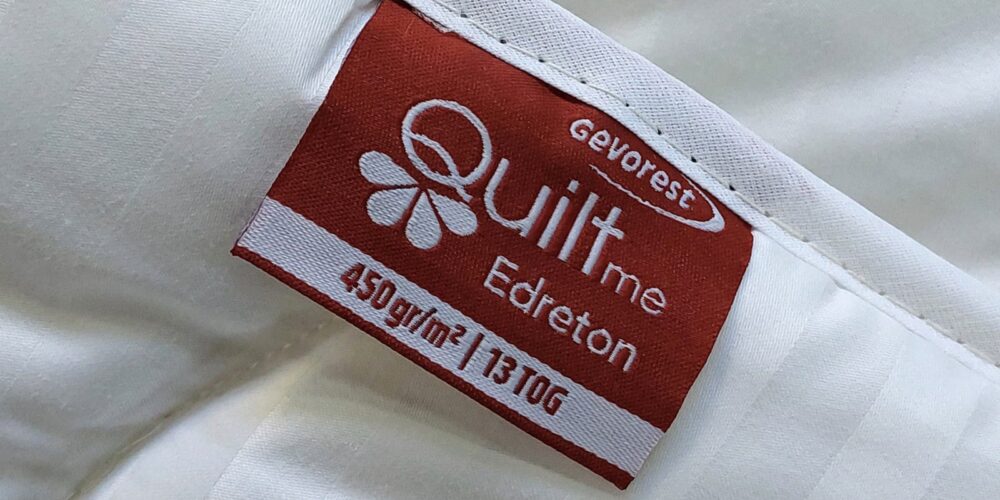 Gevorest
Quilt me
Edreton
450 gr/m² | 13 TOG